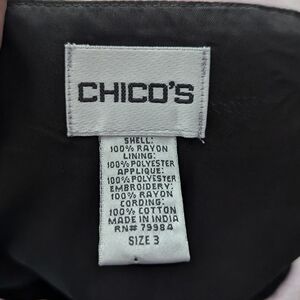 CHICO'S
SHELL:
100% RAYON
LINING:
100% POLYESTER
APPLIQUE:
100% POLYESTER
EMBROIDERY:
100% RAYON
CORDING:
100% COTTON
MADE IN INDIA
RN# 79984
SIZE 3